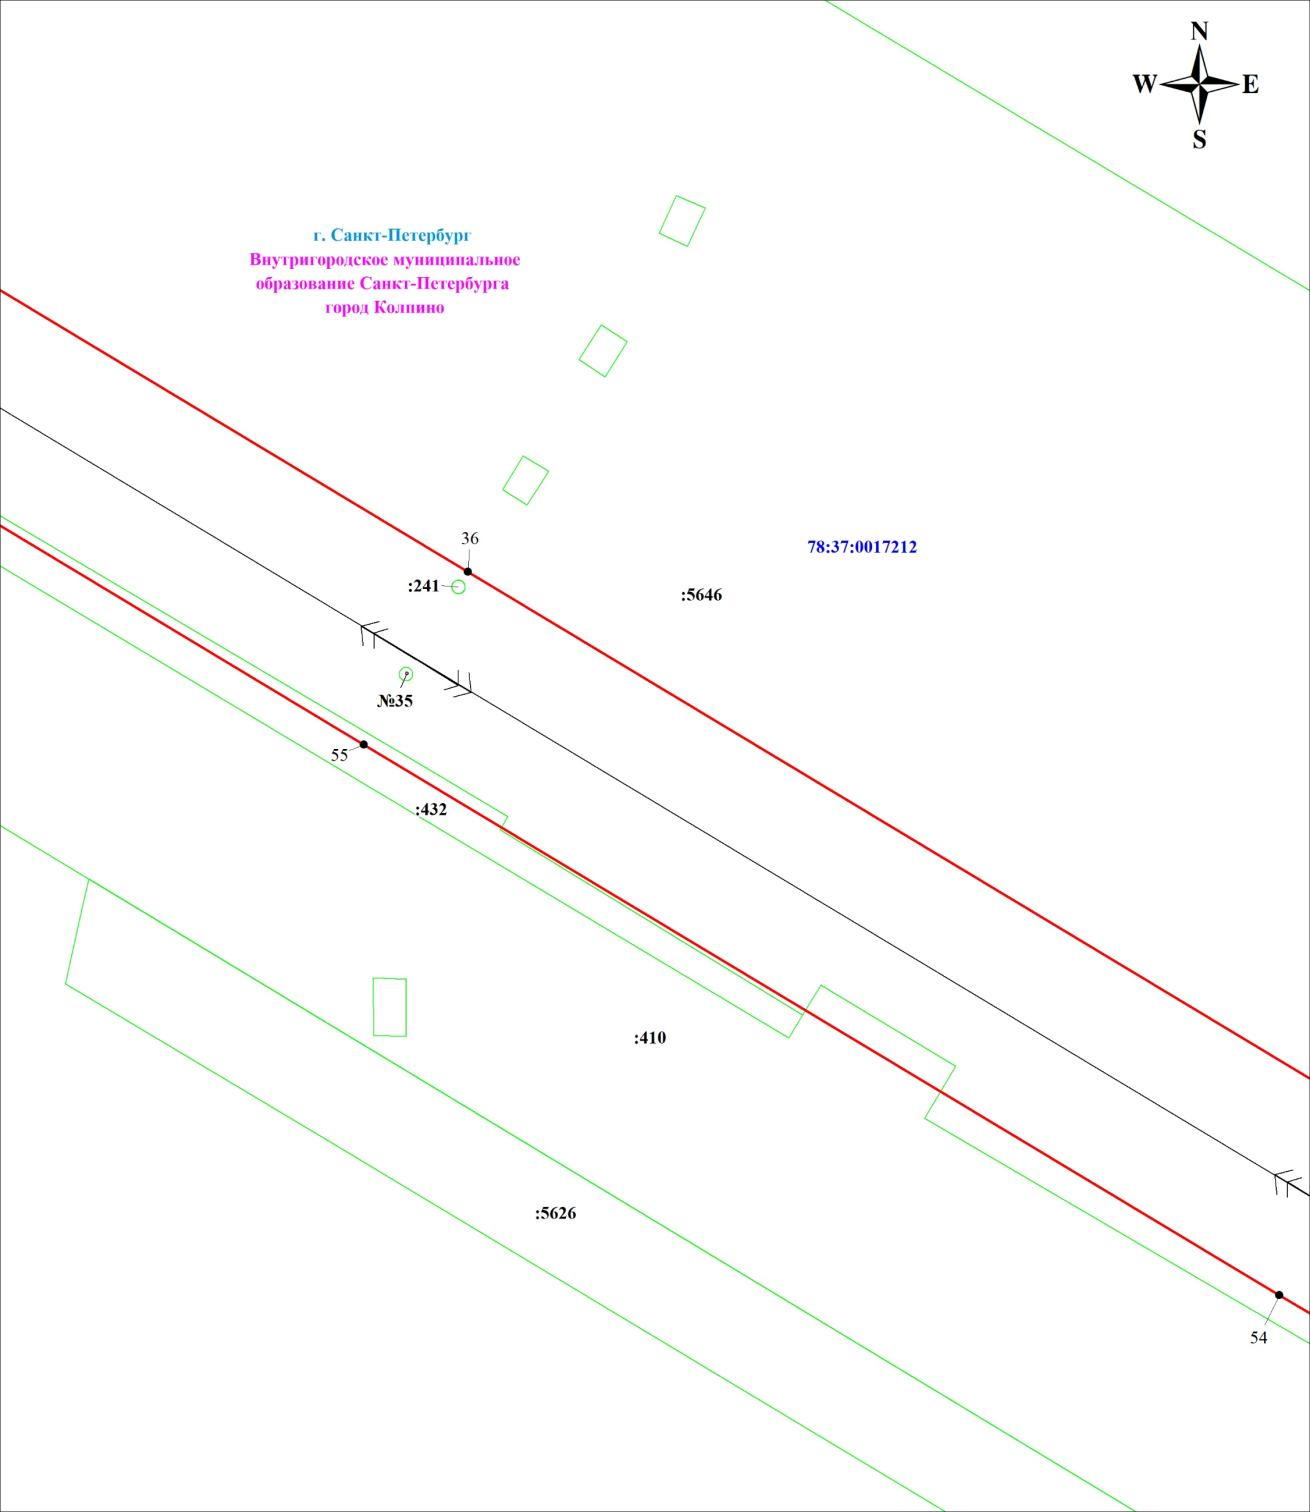 N
W E
S
г. Санкт-Петербург
Внутригородское муниципальное
образование Санкт-Петербурга
город Колпино
36
78:37:0017212
:241
:5646
№35
55
:432
:410
:5626
54